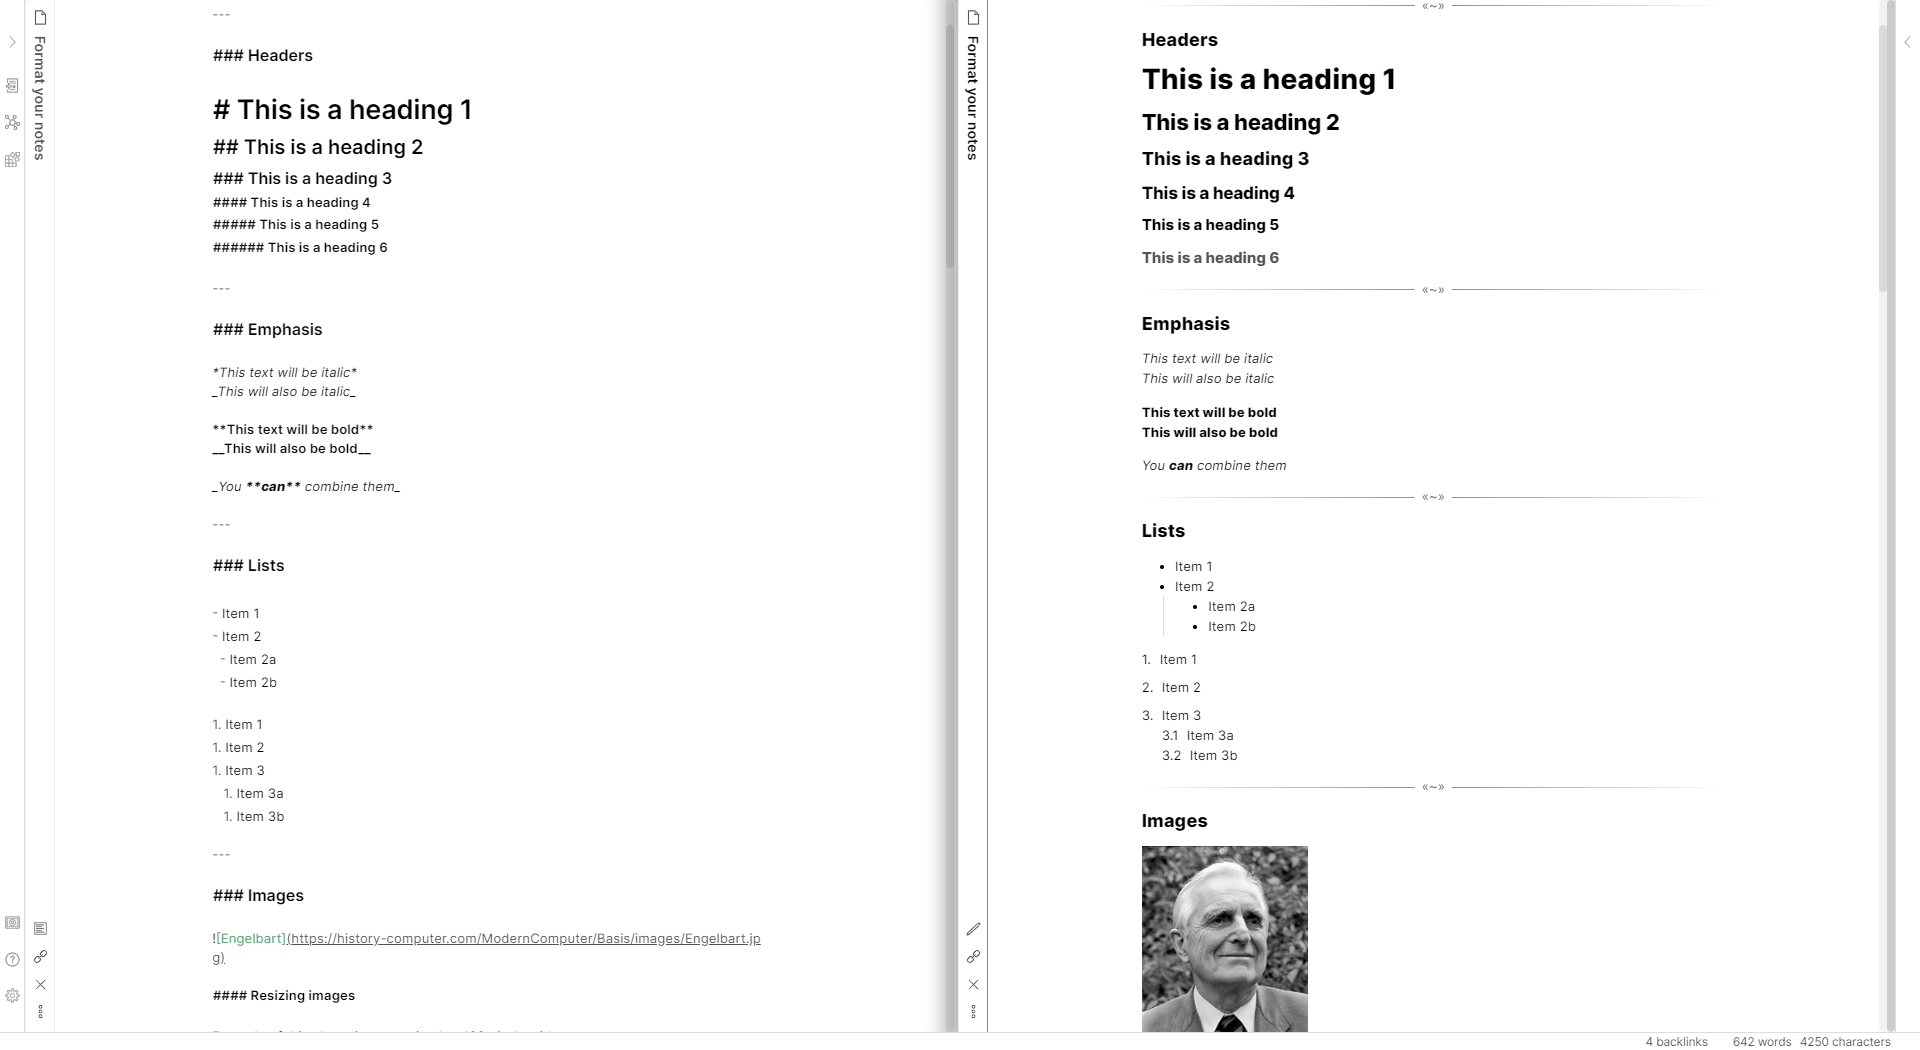 Format your notes
---
### Headers
# This is a heading 1
## This is a heading 2
### This is a heading 3
#### This is a heading 4
##### This is a heading 5
###### This is a heading 6
---
### Emphasis
*This text will be italic*
_This will also be italic_
**This text will be bold**
__This will also be bold__
_You **can** combine them_
---
### Lists
- Item 1
- Item 2
- Item 2a
- Item 2b
1. Item 1
1. Item 2
1. Item 3
1. Item 3a
1. Item 3b
---
### Images
![Engelbart](https://history-computer.com/ModernComputer/Basis/images/Engelbart.jp
g)
#### Resizing images
Format your notes
«~»
Headers
This is a heading 1
This is a heading 2
This is a heading 3
This is a heading 4
This is a heading 5
This is a heading 6
«~»
Emphasis
This text will be italic
This will also be italic
This text will be bold
This will also be bold
You can combine them
«~»
Lists
• Item 1
• Item 2
• Item 2a
• Item 2b
1. Item 1
2. Item 2
3. Item 3
3.1 Item 3a
3.2 Item 3b
«~»
Images
4 backlinks 642 words 4250 characters